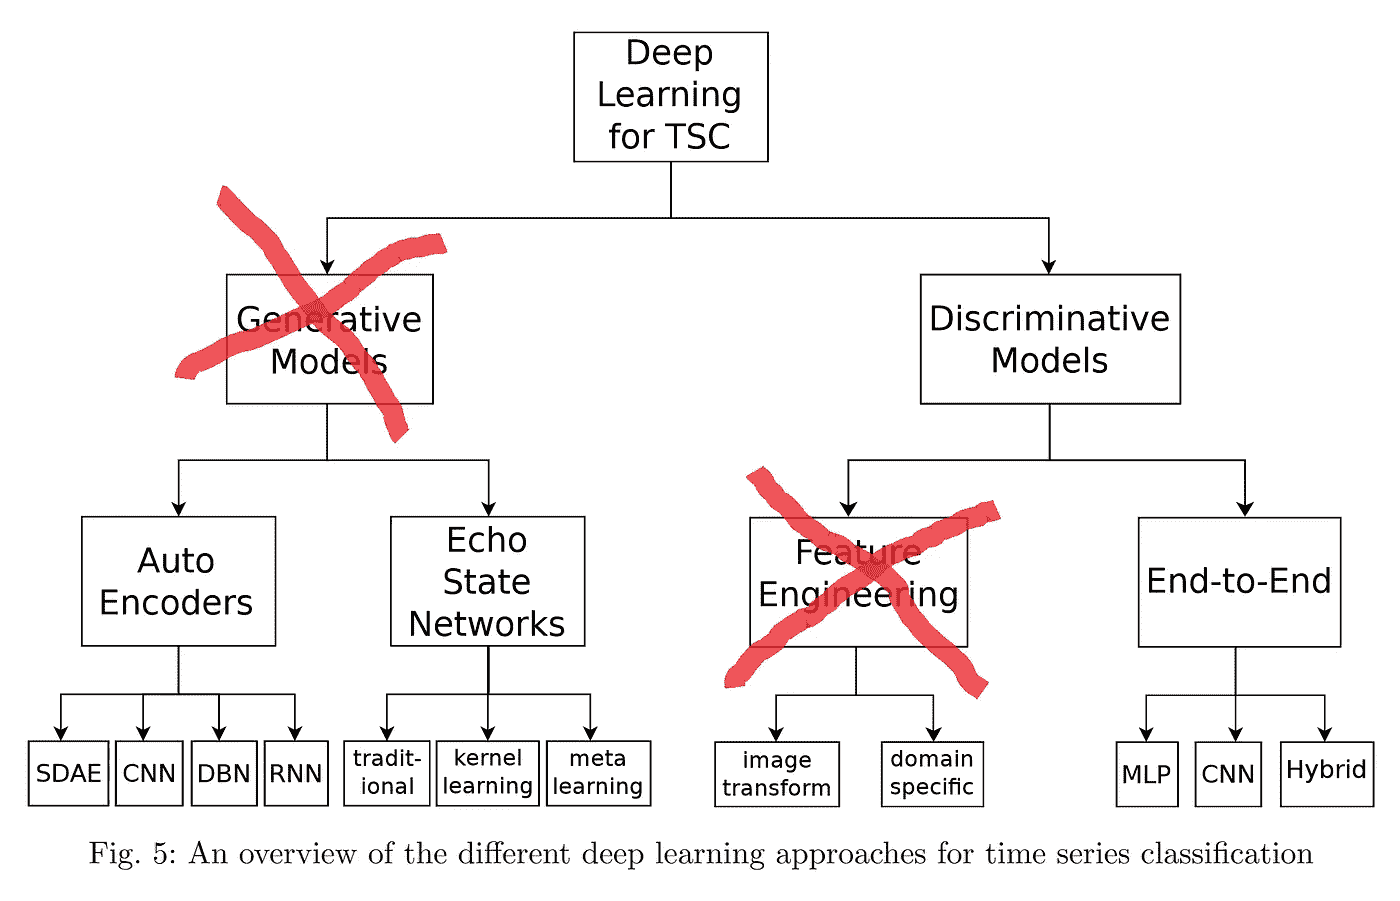 Deep
Learning
for TSC
Generative
Models
Discriminative
Models
Auto
Encoders
Echo
State
Networks
Feature
Engineering
End-to-End
SDAE
CNN
DBN
RNN
tradit-
ional
kernel
learning
meta
learning
image
transform
domain
specific
MLP
CNN
Hybrid
Fig. 5: An overview of the different deep learning approaches for time series classification